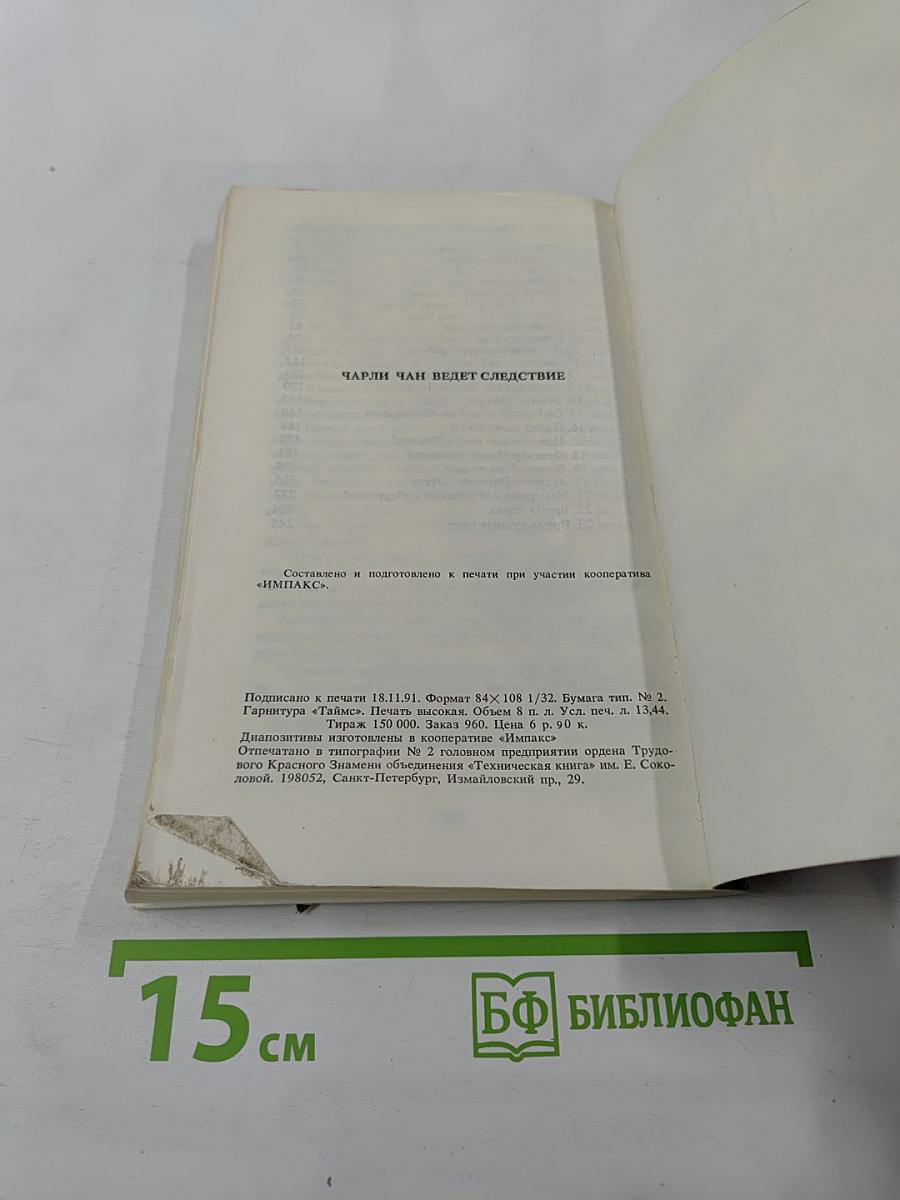 ЧАРЛИ ЧАН ВЕДЕТ СЛЕДСТВИЕ
Составлено и подготовлено к печати при участии кооператива
«ИМПАКС».
Подписано к печати 18.11.91. Формат 84×108 1/32. Бумага тип. № 2.
Гарнитура «Таймс». Печать высокая. Объем 8 п. л. Усл. печ. л. 13,44.
Тираж 150 000. Заказ 960. Цена 6 р. 90 к.
Диапозитивы изготовлены в кооперативе «Импакс»
Отпечатано в типографии № 2 головном предприятии ордена Трудо-
вого Красного Знамени объединения «Техническая книга» им. Е. Соко-
ловой. 198052, Санкт-Петербург, Измайловский пр., 29.
15 см
БФ БИБЛИОФАН